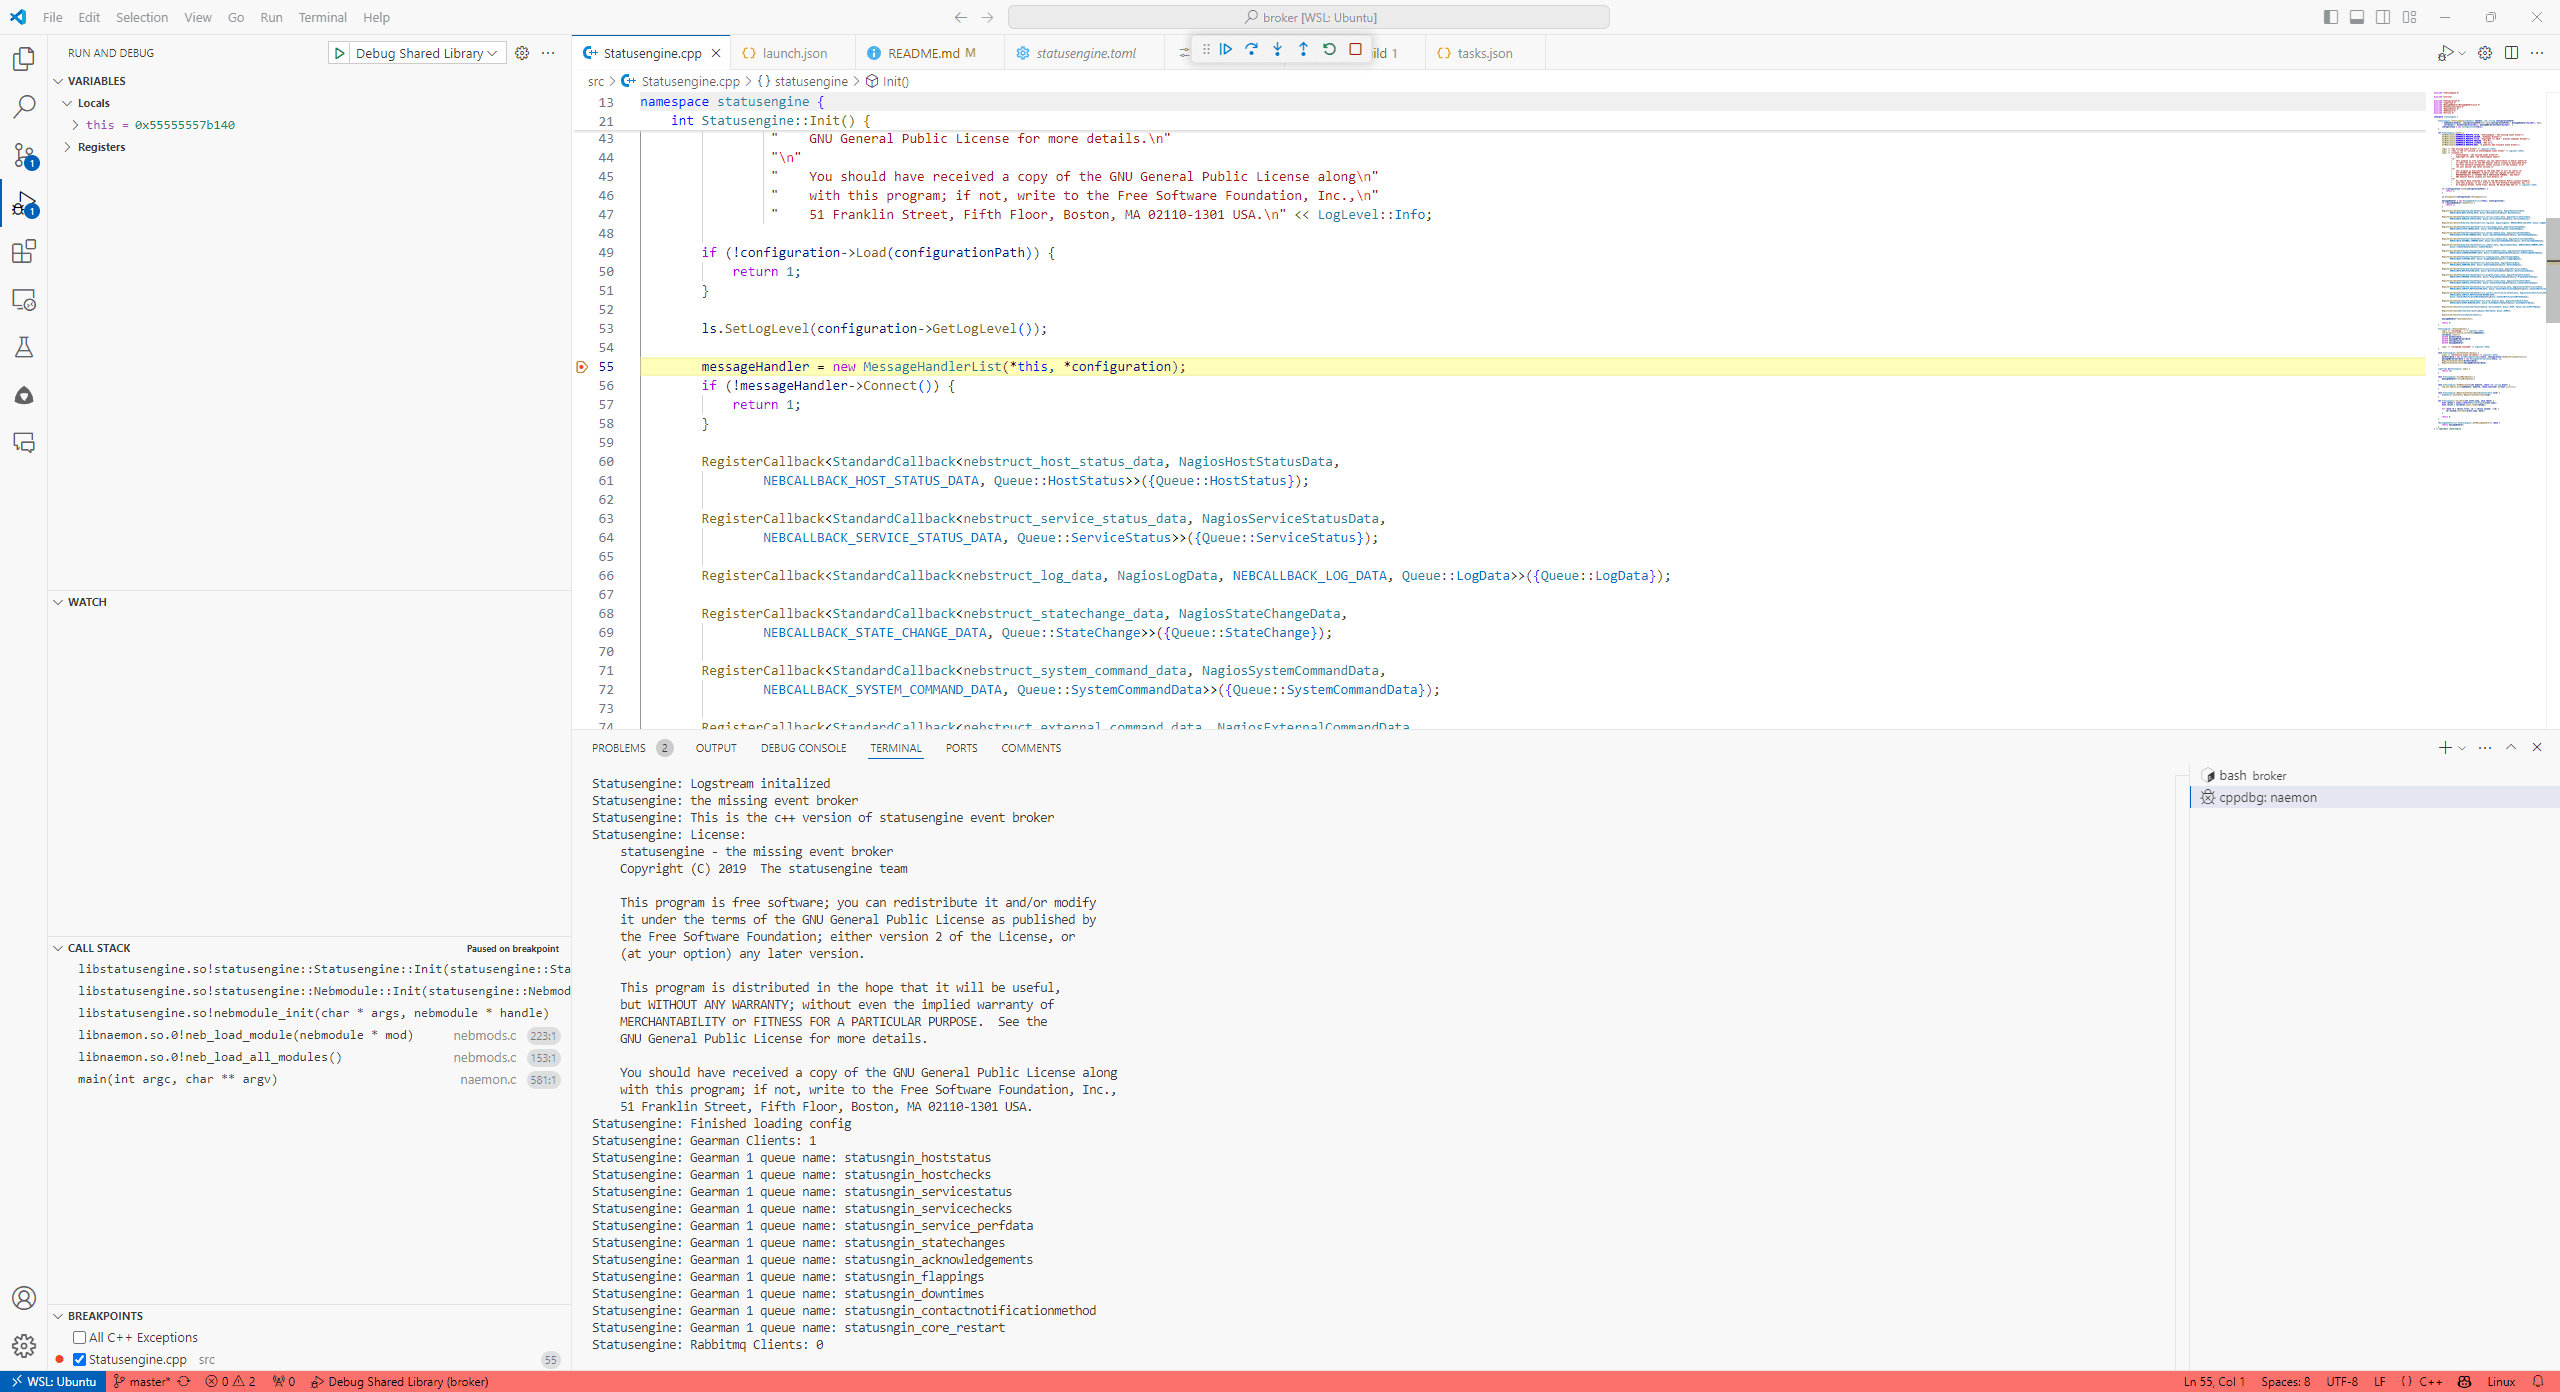 File Edit Selection View Go Run Terminal Help
broker [WSL: Ubuntu]
RUN AND DEBUG
Debug Shared Library
Statusengine.cpp
launch.json
README.md M
statusengine.toml
ild 1
tasks.json
src > Statusengine.cpp > {} statusengine > Init()
VARIABLES
Locals
this = 0x55555557b140
Registers
WATCH
CALL STACK
Paused on breakpoint
libstatusengine.so!statusengine::Statusengine::Init(statusengine::Sta
libstatusengine.so!statusengine::Nebmodule::Init(statusengine::Nebmod
libstatusengine.so!nebmodule_init(char * args, nebmodule * handle)
libnaemon.so.0!neb_load_module(nebmodule * mod) nebmods.c 223:1
libnaemon.so.0!neb_load_all_modules() nebmods.c 153:1
main(int argc, char ** argv) naemon.c 581:1
BREAKPOINTS
All C++ Exceptions
Statusengine.cpp src 55
13 namespace statusengine {
21 int Statusengine::Init() {
43 " GNU General Public License for more details.\n"
44 "\n"
45 " You should have received a copy of the GNU General Public License along\n"
46 " with this program; if not, write to the Free Software Foundation, Inc.,\n"
47 " 51 Franklin Street, Fifth Floor, Boston, MA 02110-1301 USA.\n" << LogLevel::Info;
48
49 if (!configuration->Load(configurationPath)) {
50 return 1;
51 }
52
53 ls.SetLogLevel(configuration->GetLogLevel());
54
55 messageHandler = new MessageHandlerList(*this, *configuration);
56 if (!messageHandler->Connect()) {
57 return 1;
58 }
59
60 RegisterCallback<StandardCallback<nebstruct_host_status_data, NagiosHostStatusData,
61 NEBCALLBACK_HOST_STATUS_DATA, Queue::HostStatus>>({Queue::HostStatus});
62
63 RegisterCallback<StandardCallback<nebstruct_service_status_data, NagiosServiceStatusData,
64 NEBCALLBACK_SERVICE_STATUS_DATA, Queue::ServiceStatus>>({Queue::ServiceStatus});
65
66 RegisterCallback<StandardCallback<nebstruct_log_data, NagiosLogData, NEBCALLBACK_LOG_DATA, Queue::LogData>>({Queue::LogData});
67
68 RegisterCallback<StandardCallback<nebstruct_statechange_data, NagiosStateChangeData,
69 NEBCALLBACK_STATE_CHANGE_DATA, Queue::StateChange>>({Queue::StateChange});
70
71 RegisterCallback<StandardCallback<nebstruct_system_command_data, NagiosSystemCommandData,
72 NEBCALLBACK_SYSTEM_COMMAND_DATA, Queue::SystemCommandData>>({Queue::SystemCommandData});
73
74 RegisterCallback<StandardCallback<nebstruct_external_command_data, NagiosExternalCommandData,
PROBLEMS 2 OUTPUT DEBUG CONSOLE TERMINAL PORTS COMMENTS
bash broker
cppdbg: naemon
Statusengine: Logstream initalized
Statusengine: the missing event broker
Statusengine: This is the c++ version of statusengine event broker
Statusengine: License:
statusengine - the missing event broker
Copyright (C) 2019  The statusengine team
This program is free software; you can redistribute it and/or modify
it under the terms of the GNU General Public License as published by
the Free Software Foundation; either version 2 of the License, or
(at your option) any later version.
This program is distributed in the hope that it will be useful,
but WITHOUT ANY WARRANTY; without even the implied warranty of
MERCHANTABILITY or FITNESS FOR A PARTICULAR PURPOSE.  See the
GNU General Public License for more details.
You should have received a copy of the GNU General Public License along
with this program; if not, write to the Free Software Foundation, Inc.,
51 Franklin Street, Fifth Floor, Boston, MA 02110-1301 USA.
Statusengine: Finished loading config
Statusengine: Gearman Clients: 1
Statusengine: Gearman 1 queue name: statusngin_hoststatus
Statusengine: Gearman 1 queue name: statusngin_hostchecks
Statusengine: Gearman 1 queue name: statusngin_servicestatus
Statusengine: Gearman 1 queue name: statusngin_servicechecks
Statusengine: Gearman 1 queue name: statusngin_service_perfdata
Statusengine: Gearman 1 queue name: statusngin_statechanges
Statusengine: Gearman 1 queue name: statusngin_acknowledgements
Statusengine: Gearman 1 queue name: statusngin_flappings
Statusengine: Gearman 1 queue name: statusngin_downtimes
Statusengine: Gearman 1 queue name: statusngin_contactnotificationmethod
Statusengine: Gearman 1 queue name: statusngin_core_restart
Statusengine: Rabbitmq Clients: 0
WSL: Ubuntu master* 0 2 0 Debug Shared Library (broker)
Ln 55, Col 1 Spaces: 8 UTF-8 LF {} C++ Linux